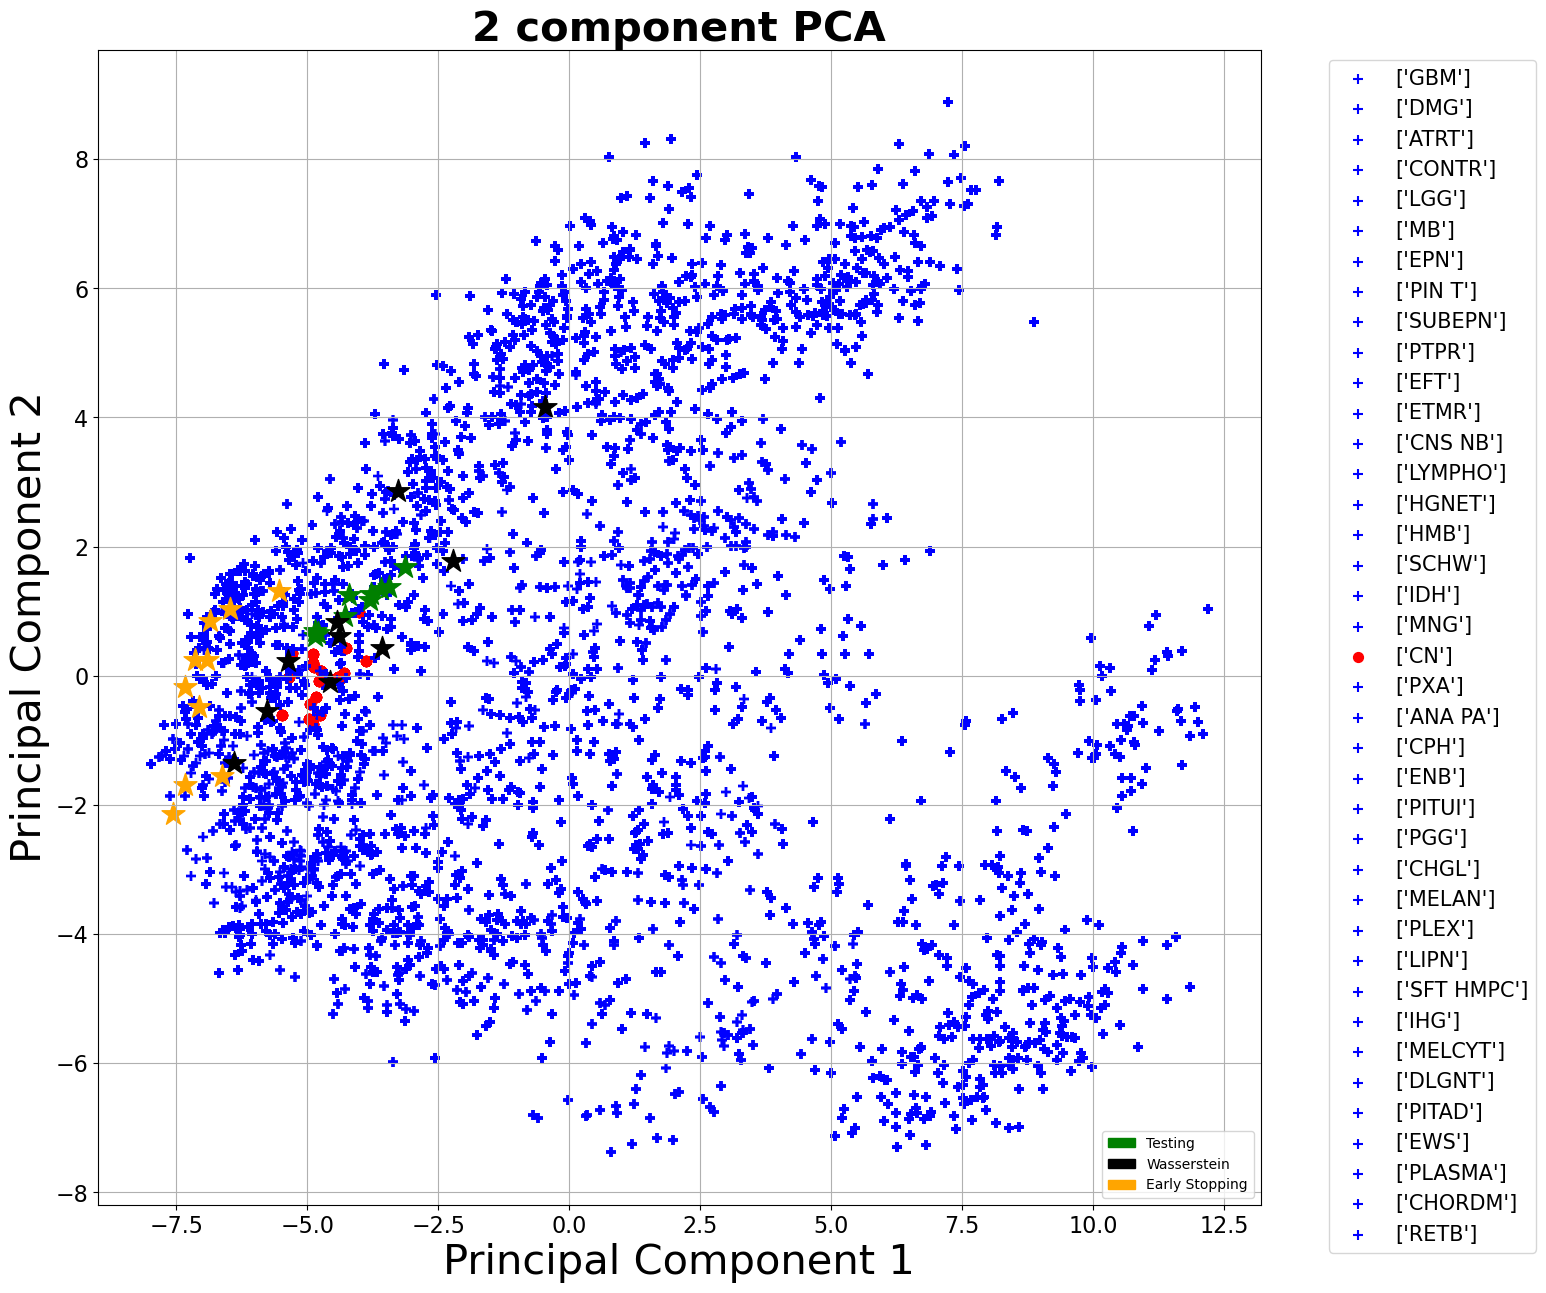 2 component PCA
Principal Component 2
8
6
4
2
0
−2
−4
−6
−8
−7.5 −5.0 −2.5 0.0 2.5 5.0 7.5 10.0 12.5
Principal Component 1
Testing
Wasserstein
Early Stopping
['GBM']
['DMG']
['ATRT']
['CONTR']
['LGG']
['MB']
['EPN']
['PIN T']
['SUBEPN']
['PTPR']
['EFT']
['ETMR']
['CNS NB']
['LYMPHO']
['HGNET']
['HMB']
['SCHW']
['IDH']
['MNG']
['CN']
['PXA']
['ANA PA']
['CPH']
['ENB']
['PITUI']
['PGG']
['CHGL']
['MELAN']
['PLEX']
['LIPN']
['SFT HMPC']
['IHG']
['MELCYT']
['DLGNT']
['PITAD']
['EWS']
['PLASMA']
['CHORDM']
['RETB']